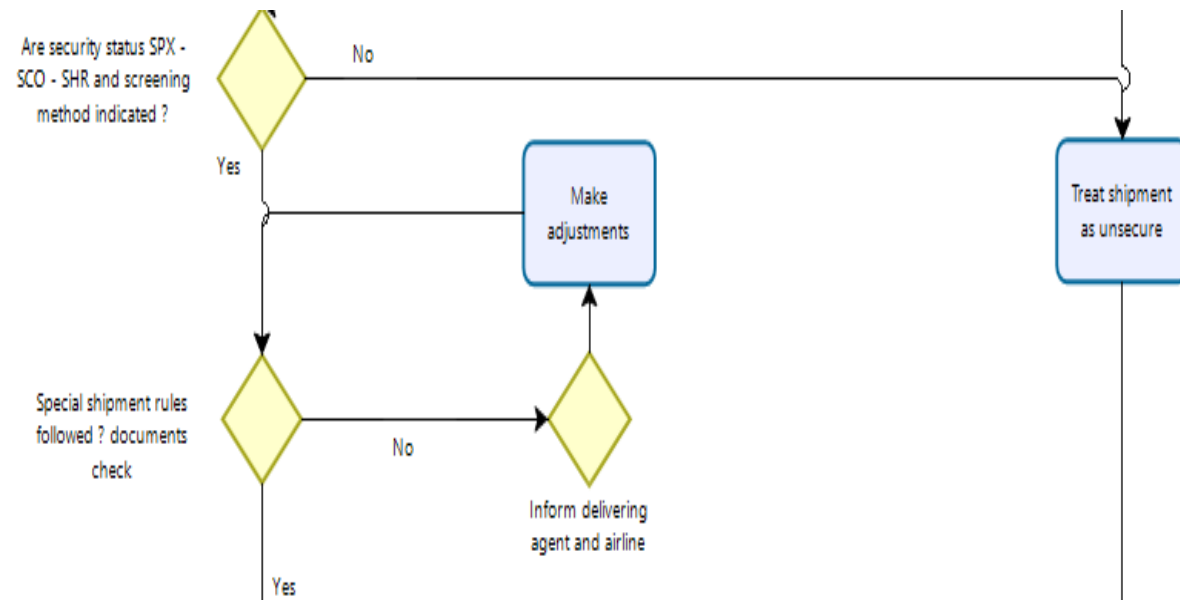 Are security status SPX -
SCO - SHR and screening
method indicated ?
No
Yes
Make
adjustments
Treat shipment
as unsecure
Special shipment rules
followed ? documents
check
No
Inform delivering
agent and airline
Yes